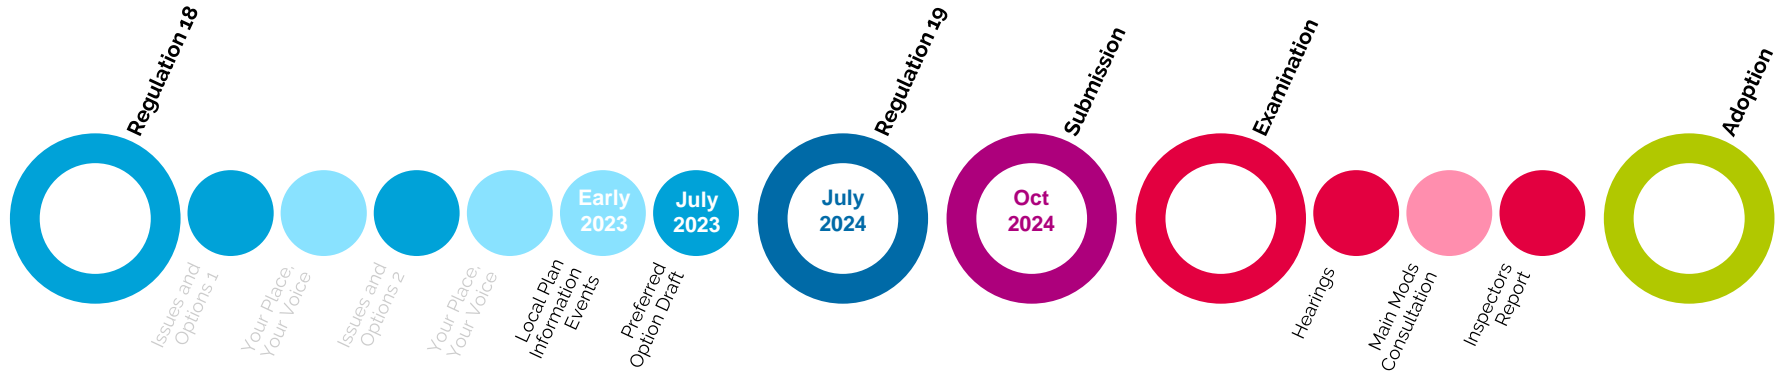 Regulation 18
Issues and
Options 1
Your Place.
Your Voice
Issues and
Options 2
Your Place.
Your Voice
Early
2023
Local Plan
Information
Events
July
2023
Preferred
Option Draft
Regulation 19
July
2024
Submission
Oct
2024
Examination
Hearings
Main Mods
Consultation
Inspectors
Report
Adoption